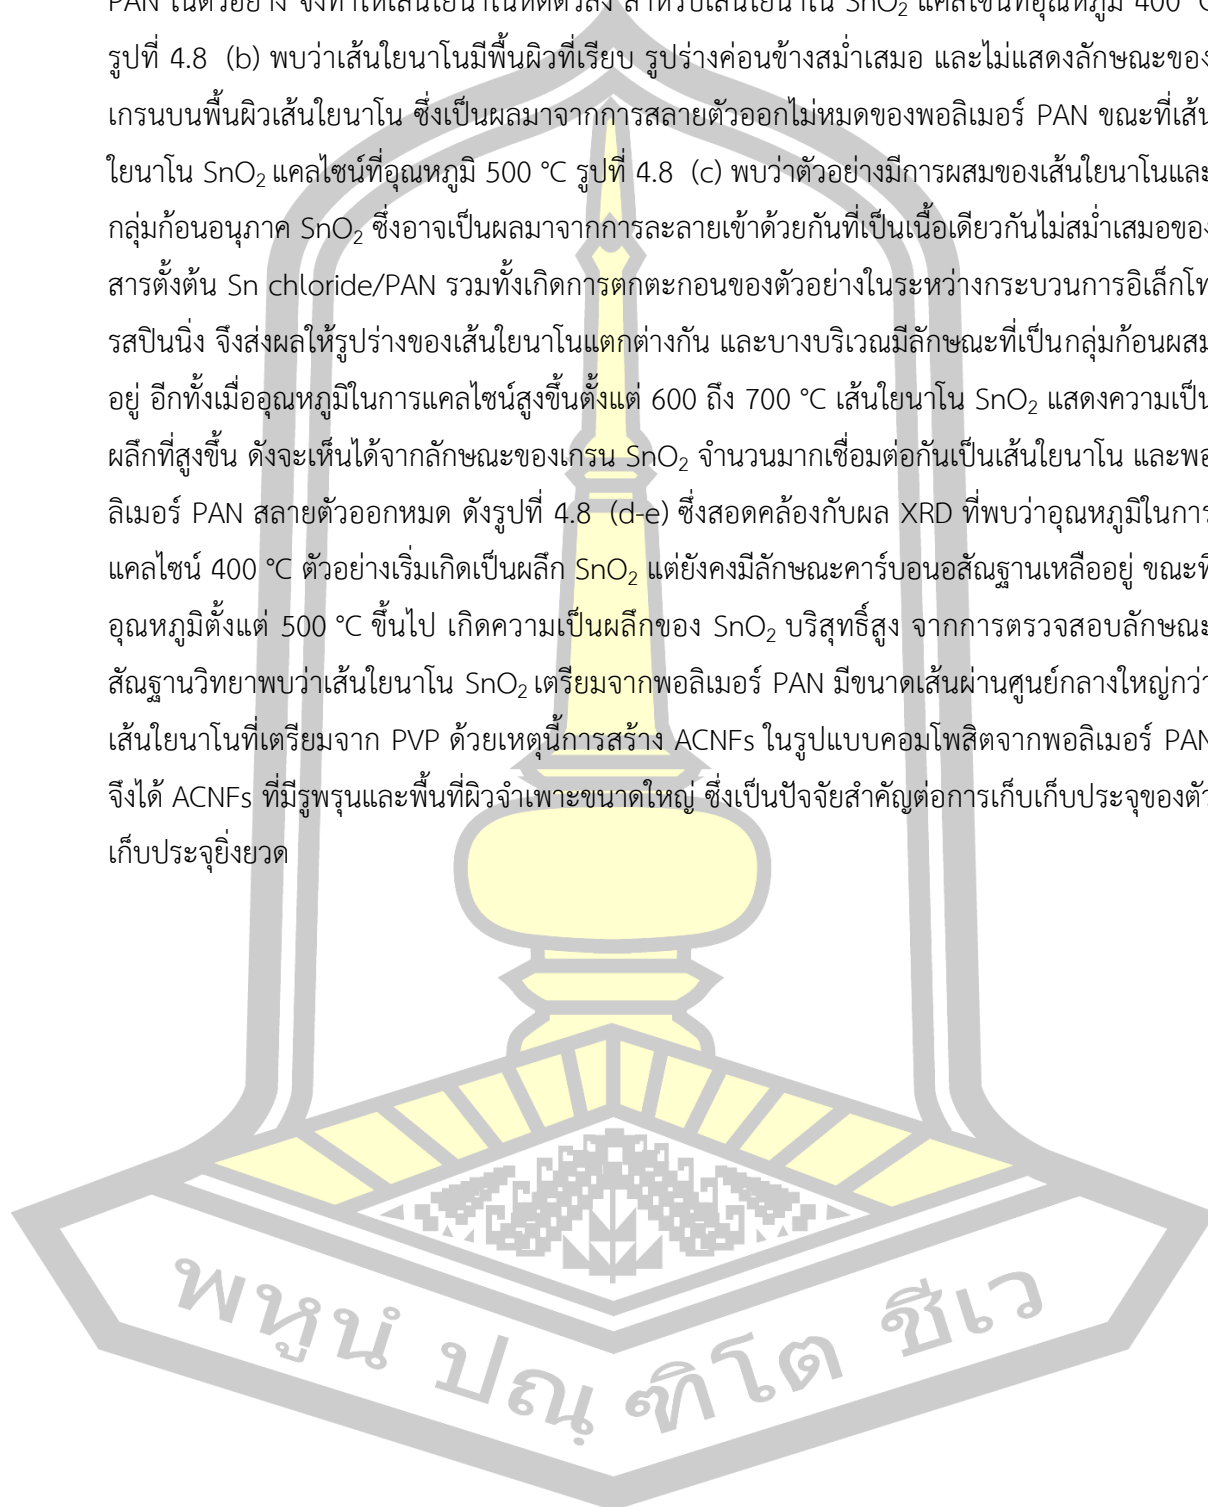 PAN ในตัวอย่าง จึงทำให้เส้นใยนาโนหดตัวลง สำหรับเส้นใยนาโน SnO₂ แคลไซน์ที่อุณหภูมิ 400 °C
รูปที่ 4.8 (b) พบว่าเส้นใยนาโนมีพื้นผิวที่เรียบ รูปร่างค่อนข้างสม่ำเสมอ และไม่แสดงลักษณะของ
เกรนบนพื้นผิวเส้นใยนาโน ซึ่งเป็นผลมาจากการสลายตัวออกไม่หมดของพอลิเมอร์ PAN ขณะที่เส้น
ใยนาโน SnO₂ แคลไซน์ที่อุณหภูมิ 500 °C รูปที่ 4.8 (c) พบว่าตัวอย่างมีการผสมของเส้นใยนาโนและ
กลุ่มก้อนอนุภาค SnO₂ ซึ่งอาจเป็นผลมาจากการละลายเข้าด้วยกันที่เป็นเนื้อเดียวกันไม่สม่ำเสมอของ
สารตั้งต้น Sn chloride/PAN รวมทั้งเกิดการตกตะกอนของตัวอย่างในระหว่างกระบวนการอิเล็กโท
รสปินนิ่ง จึงส่งผลให้รูปร่างของเส้นใยนาโนแตกต่างกัน และบางบริเวณมีลักษณะที่เป็นกลุ่มก้อนผสม
อยู่ อีกทั้งเมื่ออุณหภูมิในการแคลไซน์สูงขึ้นตั้งแต่ 600 ถึง 700 °C เส้นใยนาโน SnO₂ แสดงความเป็น
ผลึกที่สูงขึ้น ดังจะเห็นได้จากลักษณะของเกรน SnO₂ จำนวนมากเชื่อมต่อกันเป็นเส้นใยนาโน และพอ
ลิเมอร์ PAN สลายตัวออกหมด ดังรูปที่ 4.8 (d-e) ซึ่งสอดคล้องกับผล XRD ที่พบว่าอุณหภูมิในการ
แคลไซน์ 400 °C ตัวอย่างเริ่มเกิดเป็นผลึก SnO₂ แต่ยังคงมีลักษณะคาร์บอนอสัณฐานเหลืออยู่ ขณะที่
อุณหภูมิตั้งแต่ 500 °C ขึ้นไป เกิดความเป็นผลึกของ SnO₂ บริสุทธิ์สูง จากการตรวจสอบลักษณะ
สัณฐานวิทยาพบว่าเส้นใยนาโน SnO₂ เตรียมจากพอลิเมอร์ PAN มีขนาดเส้นผ่านศูนย์กลางใหญ่กว่า
เส้นใยนาโนที่เตรียมจาก PVP ด้วยเหตุนี้การสร้าง ACNFs ในรูปแบบคอมโพสิตจากพอลิเมอร์ PAN
จึงได้ ACNFs ที่มีรูพรุนและพื้นที่ผิวจำเพาะขนาดใหญ่ ซึ่งเป็นปัจจัยสำคัญต่อการเก็บเก็บประจุของตัว
เก็บประจุยิ่งยวด
พหูนํ ปณฺฑิโต ชีเว